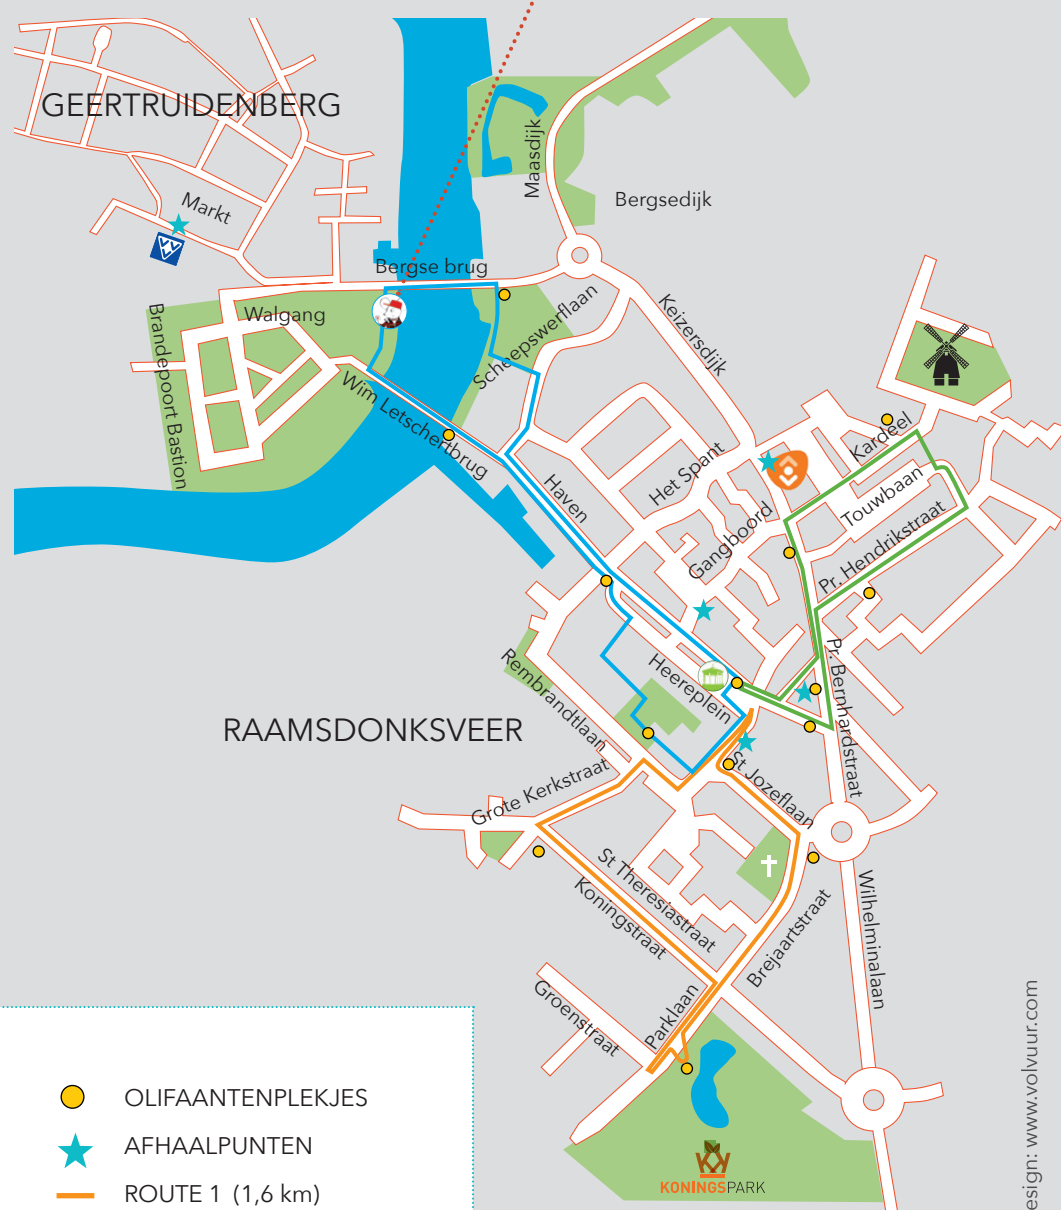 GEERTRUIDENBERG
Maasdijk
Bergsedijk
Markt
Bergse brug
Walgang
Brandepoort Bastion
Scheepswerflaan
Keizersdijk
Wim Letschertbrug
Kardeel
Het Spant
Haven
Touwbaan
Gangboord
Pr. Hendrikstraat
Rembrandtlaan
Heereplein
Pr. Bernhardstraat
RAAMSDONKSVEER
Grote Kerkstraat
St Jozeflaan
St Theresiastraat
Koningstraat
Brejaartstraat
Wilhelminalaan
Groenstraat
Parklaan
KONINGSPARK
OLIFAANTENPLEKJES
AFHAALPUNTEN
ROUTE 1 (1,6 km)
esign: www.volvuur.com